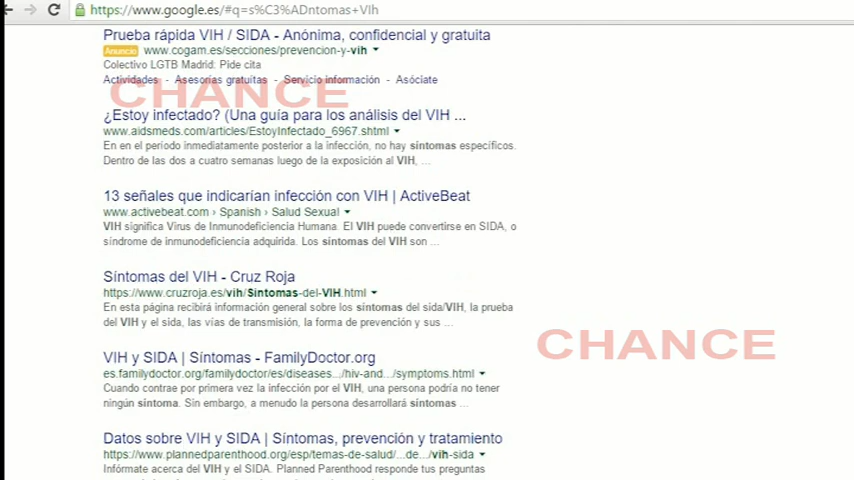 https://www.google.es/#q=s%C3%ADntomas+VIh
Prueba rápida VIH / SIDA - Anónima, confidencial y gratuita
Anuncio www.cogam.es/secciones/prevencion-y-vih
Colectivo LGTB Madrid: Pide cita
Actividades - Asesorías gratuitas - Servicio información - Asóciate
CHANCE
¿Estoy infectado? (Una guía para los análisis del VIH ...
www.aidsmeds.com/articles/EstoyInfectado_6967.shtml
En en el período inmediatamente posterior a la infección, no hay síntomas específicos.
Dentro de las dos a cuatro semanas luego de la exposición al VIH, ...
13 señales que indicarían infección con VIH | ActiveBeat
www.activebeat.com › Spanish › Salud Sexual
VIH significa Virus de Inmunodeficiencia Humana. El VIH puede convertirse en SIDA, o
síndrome de inmunodeficiencia adquirida. Los síntomas del VIH son ...
Síntomas del VIH - Cruz Roja
https://www.cruzroja.es/vih/Sintomas-del-VIH.html
En esta página recibirá información general sobre los síntomas del sida/VIH, la prueba
del VIH y el sida, las vías de transmisión, la forma de prevención y sus ...
CHANCE
VIH y SIDA | Síntomas - FamilyDoctor.org
es.familydoctor.org/familydoctor/es/diseases.../hiv-and.../symptoms.html
Cuando contrae por primera vez la infección por el VIH, una persona podría no tener
ningún síntoma. Sin embargo, a menudo la persona desarrollará síntomas ...
Datos sobre VIH y SIDA | Síntomas, prevención y tratamiento
https://www.plannedparenthood.org/esp/temas-de-salud/...de.../vih-sida
Infórmate acerca del VIH y el SIDA. Planned Parenthood responde tus preguntas